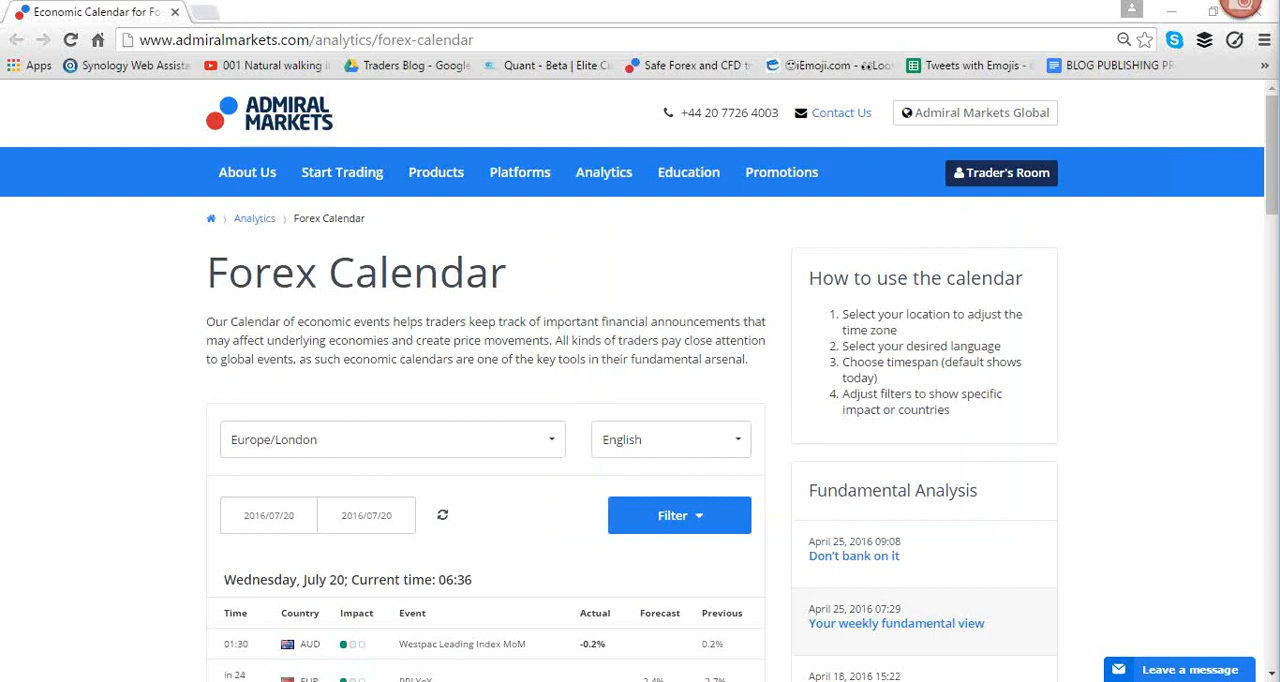 Economic Calendar for Fo
www.admiralmarkets.com/analytics/forex-calendar
Apps Synology Web Assista 001 Natural walking Traders Blog - Google Quant - Beta | Elite C Safe Forex and CFD t iEmoji.com - Loo Tweets with Emojis - BLOG PUBLISHING PR »
ADMIRAL
MARKETS
+44 20 7726 4003 Contact Us Admiral Markets Global
About Us Start Trading Products Platforms Analytics Education Promotions Trader's Room
Analytics Forex Calendar
Forex Calendar
Our Calendar of economic events helps traders keep track of important financial announcements that
may affect underlying economies and create price movements. All kinds of traders pay close attention
to global events, as such economic calendars are one of the key tools in their fundamental arsenal.
Europe/London English
2016/07/20 2016/07/20 Filter
Wednesday, July 20; Current time: 06:36
Time Country Impact Event Actual Forecast Previous
01:30 AUD Westpac Leading Index MoM -0.2% 0.2%
in 24
How to use the calendar
1. Select your location to adjust the
time zone
2. Select your desired language
3. Choose timespan (default shows
today)
4. Adjust filters to show specific
impact or countries
Fundamental Analysis
April 25, 2016 09:08
Don't bank on it
April 25, 2016 07:29
Your weekly fundamental view
April 18, 2016 15:22
Leave a message